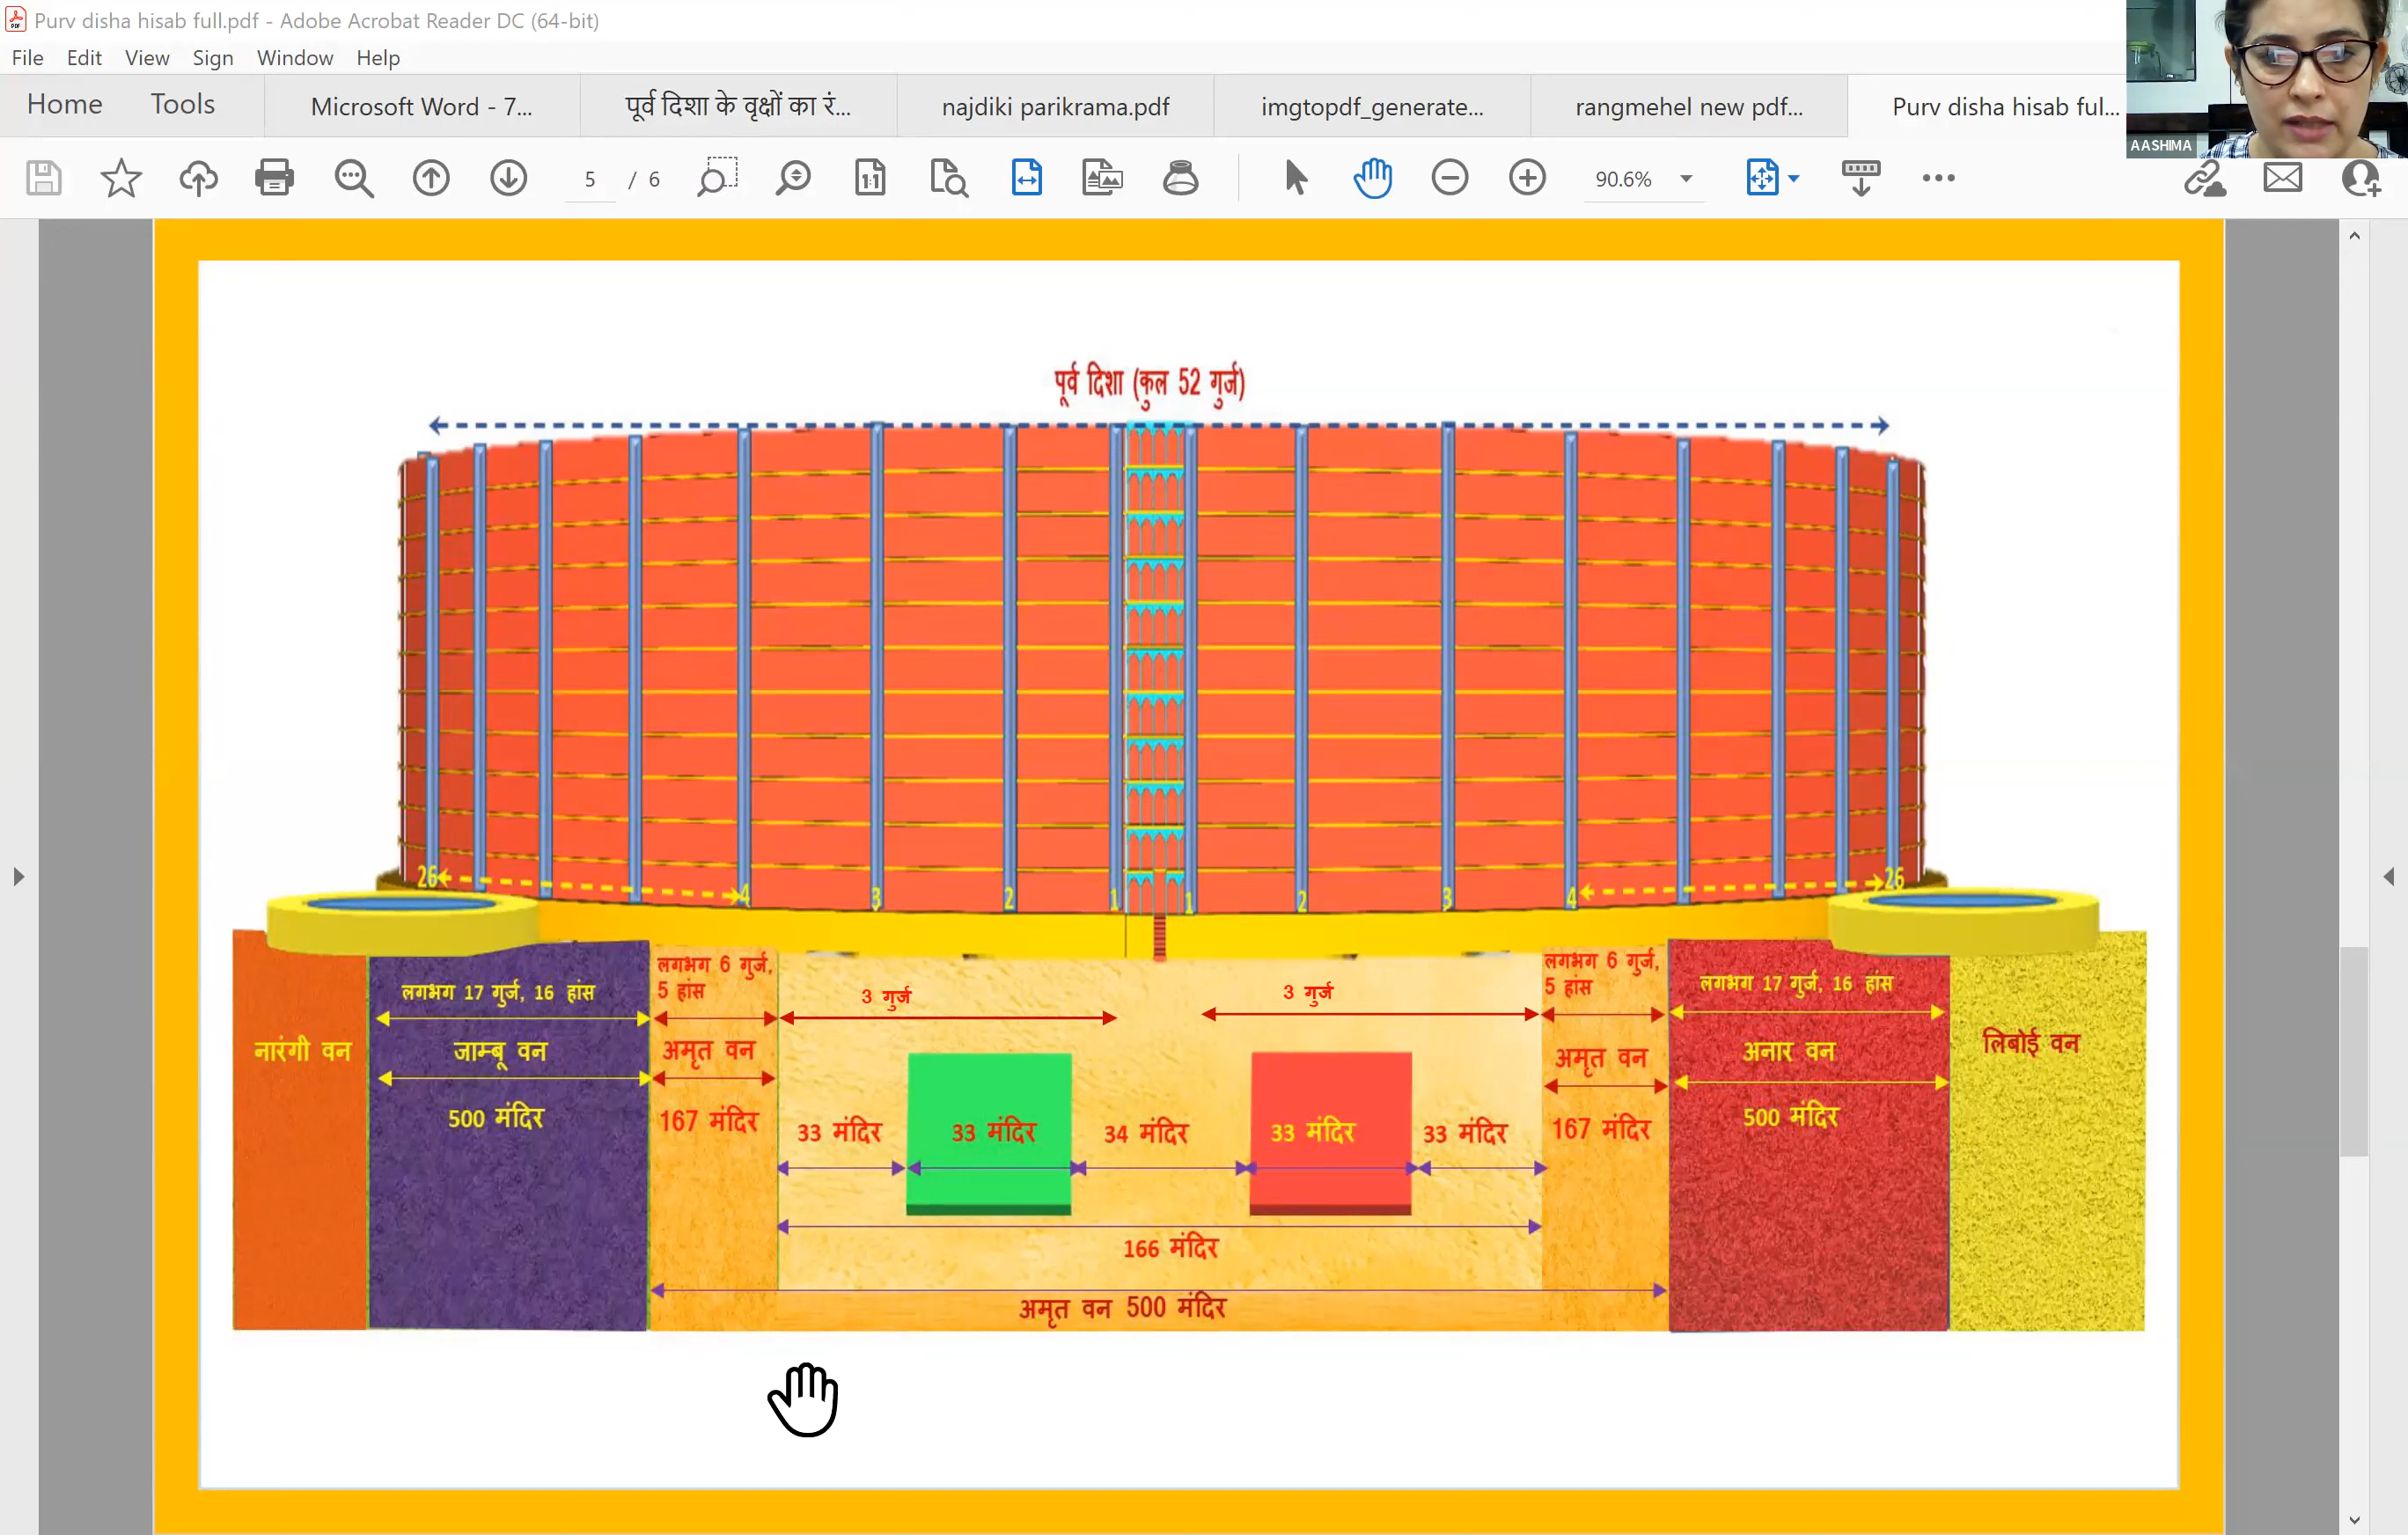 Purv disha hisab full.pdf - Adobe Acrobat Reader DC (64-bit)
File Edit View Sign Window Help
Home Tools Microsoft Word - 7... पूर्व दिशा के वृक्षों का रं... najdiki parikrama.pdf imgtopdf_generate... rangmehel new pdf... Purv disha hisab ful...
AASHIMA
5 / 6 1:1 90.6%
पूर्व दिशा (कुल 52 गुर्ज)
26 4 3 2 1 1 2 3 4 26
लगभग 17 गुर्ज, 16 हांस
लगभग 6 गुर्ज,
5 हांस
3 गुर्ज
3 गुर्ज
लगभग 6 गुर्ज,
5 हांस
लगभग 17 गुर्ज, 16 हांस
नारंगी वन
जाम्बू वन
अमृत वन
अमृत वन
अनार वन
लिबोई वन
500 मंदिर
167 मंदिर
33 मंदिर
33 मंदिर
34 मंदिर
33 मंदिर
33 मंदिर
167 मंदिर
500 मंदिर
166 मंदिर
अमृत वन 500 मंदिर